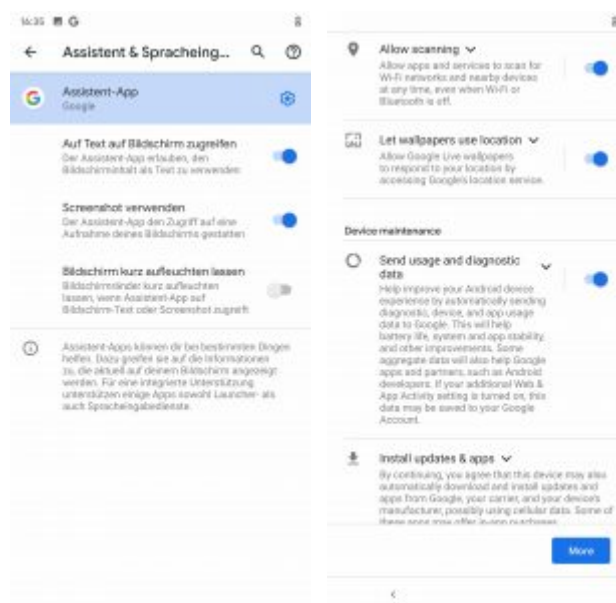 16:35
Assistent & Spracheing...
Assistent-App
Google
Auf Text auf Bildschirm zugreifen
Der Assistent-App erlauben, den
Bildschirminhalt als Text zu verwenden
Screenshot verwenden
Der Assistent-App den Zugriff auf eine
Aufnahme deines Bildschirms gestatten
Bildschirm kurz aufleuchten lassen
Bildschirmränder kurz aufleuchten
lassen, wenn Assistent-App auf
Bildschirm-Text oder Screenshot zugreift
Assistent-Apps können dir bei bestimmten Dingen
helfen. Dazu greifen sie auf die Informationen
zu, die aktuell auf deinem Bildschirm angezeigt
werden. Für eine integrierte Unterstützung
unterstützen einige Apps sowohl Launcher- als
auch Spracheingabedienste.
Allow scanning
Allow apps and services to scan for
Wi-Fi networks and nearby devices
at any time, even when Wi-Fi or
Bluetooth is off.
Let wallpapers use location
Allow Google Live wallpapers
to respond to your location by
accessing Google's location service.
Device maintenance
Send usage and diagnostic
data
Help improve your Android device
experience by automatically sending
diagnostic, device, and app usage
data to Google. This will help
battery life, system and app stability,
and other improvements. Some
aggregate data will also help Google
apps and partners, such as Android
developers. If your additional Web &
App Activity setting is turned on, this
data may be saved to your Google
Account.
Install updates & apps
By continuing, you agree that this device may also
automatically download and install updates and
apps from Google, your carrier, and your device's
manufacturer, possibly using cellular data. Some of
these apps may offer in-app purchases.
More